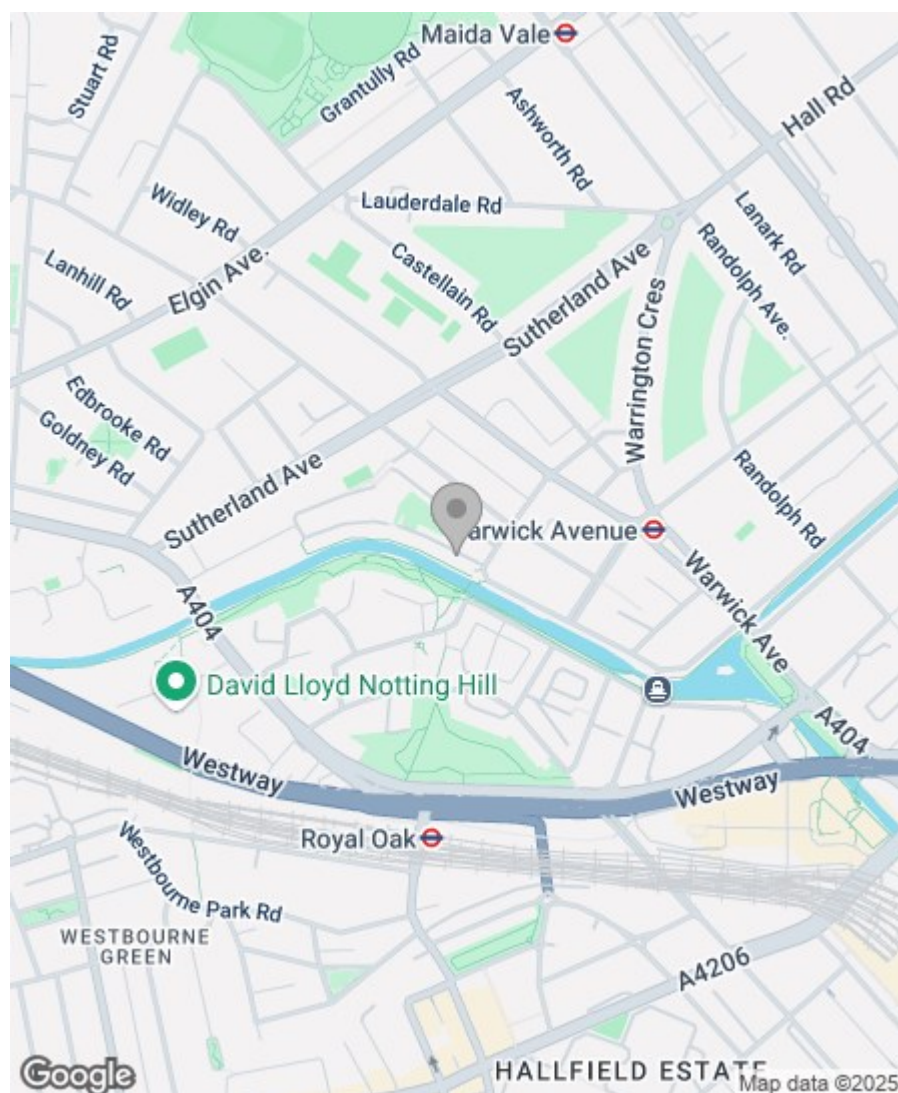 Maida Vale
Stuart Rd
Grantully Rd
Ashworth Rd
Hall Rd
Widley Rd
Lauderdale Rd
Lanark Rd
Castellain Rd
Randolph Ave.
Lanhill Rd
Elgin Ave.
Sutherland Ave
Warrington Cres
Edbrooke Rd
Goldney Rd
Sutherland Ave
Randolph Rd
arwick Avenue
Warwick Ave
A404
David Lloyd Notting Hill
A404
Westway
Westway
Royal Oak
Westbourne Park Rd
WESTBOURNE
GREEN
A4206
HALLFIELD ESTATE
Google
Map data ©2025